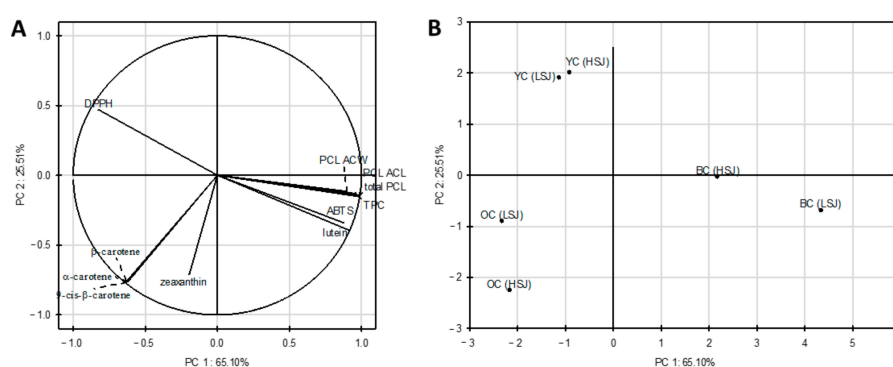 A
1.0
0.5
0.0
−0.5
−1.0
PC 2: 25.51%
DPPH
PCL ACW
PCL ACL
total PCL
TPC
ABTS
lutein
β-carotene
α-carotene
9-cis-β-carotene
zeaxanthin
−1.0
−0.5
0.0
0.5
1.0
PC 1: 65.10%
B
3
2
1
0
−1
−2
−3
PC 2: 25.51%
YC (HSJ)
YC (LSJ)
BC (HSJ)
BC (LSJ)
OC (LSJ)
OC (HSJ)
−3
−2
−1
0
1
2
3
4
5
PC 1: 65.10%